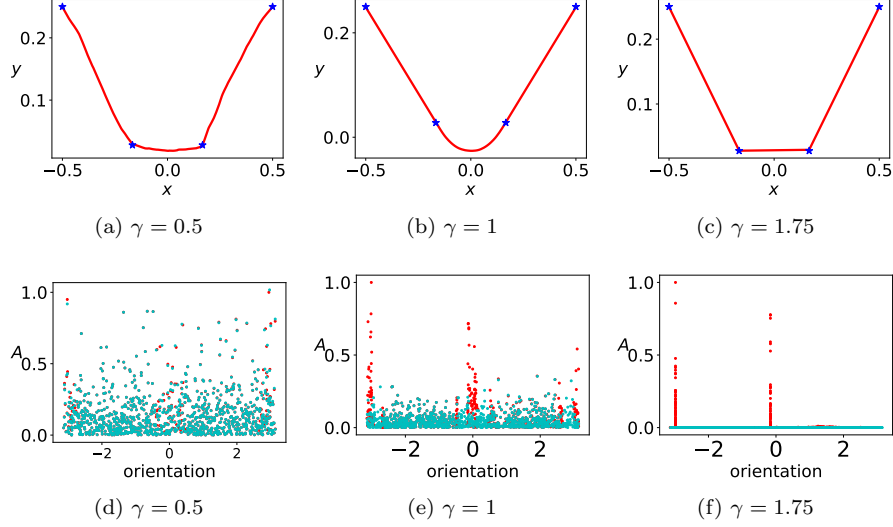 0.2
0.1
y
−0.5
0.0
0.5
x
(a) γ = 0.5
0.2
0.0
y
−0.5
0.0
0.5
x
(b) γ = 1
0.2
0.1
y
−0.5
0.0
0.5
x
(c) γ = 1.75
1.0
0.5
0.0
A
−2
0
2
orientation
(d) γ = 0.5
1.0
0.5
0.0
A
−2
0
2
orientation
(e) γ = 1
1.0
0.5
0.0
A
−2
0
2
orientation
(f) γ = 1.75